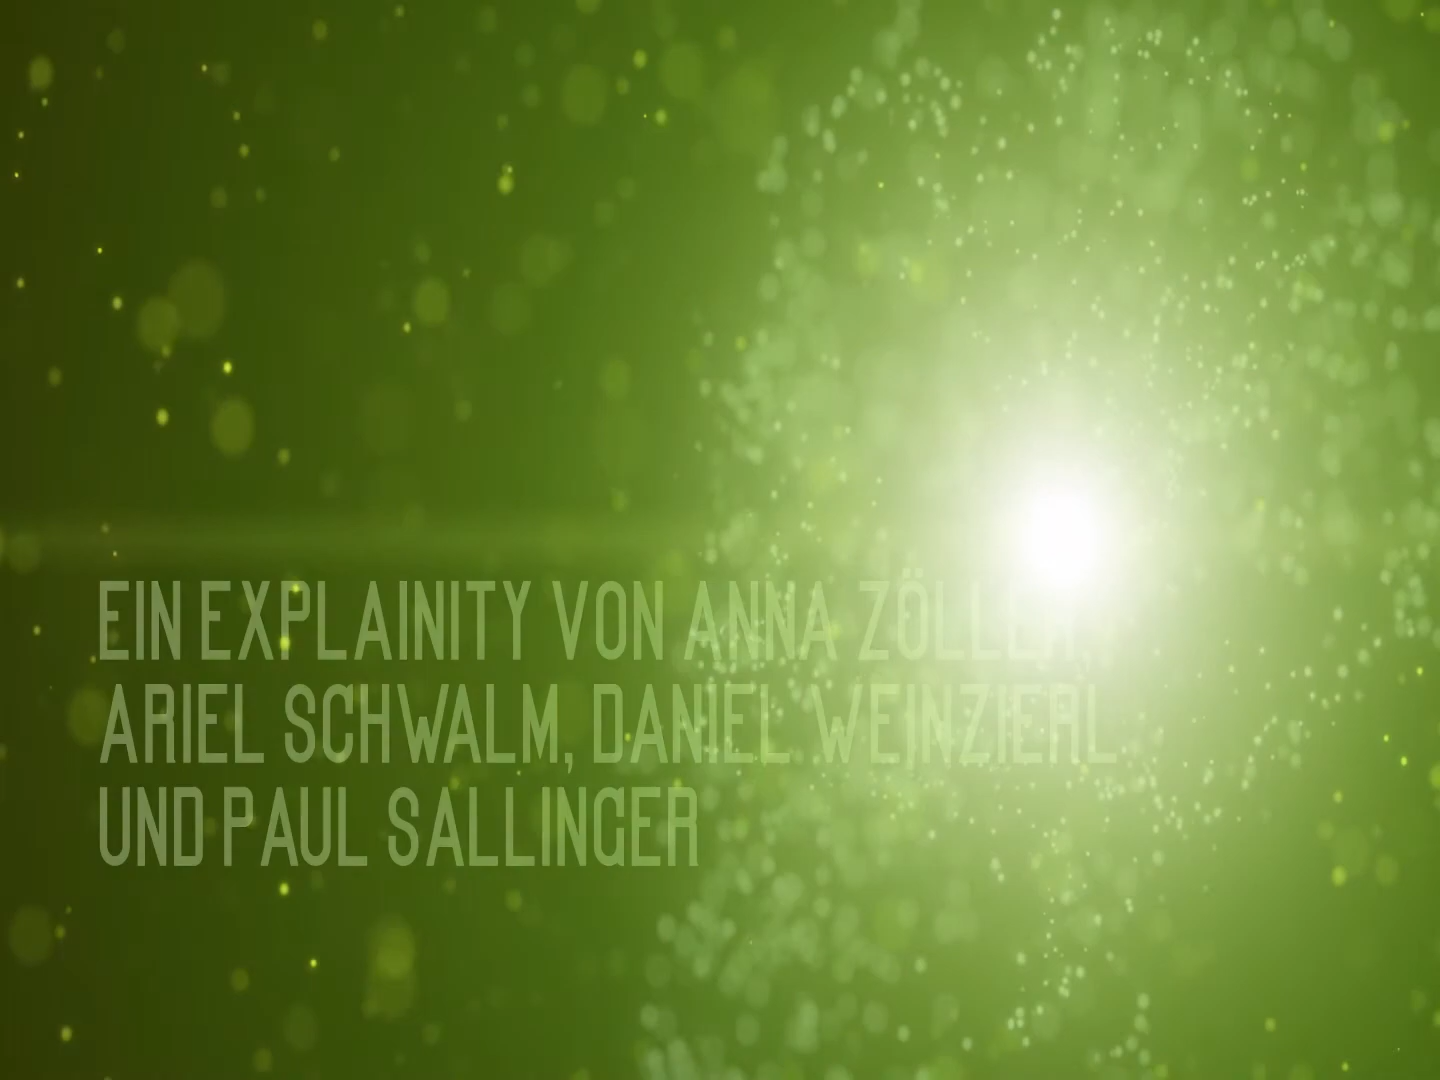 EIN EXPLAINITY VON ANNA ZÖLLER,
ARIEL SCHWALM, DANIEL WEINZIERL
UND PAUL SALLINGER